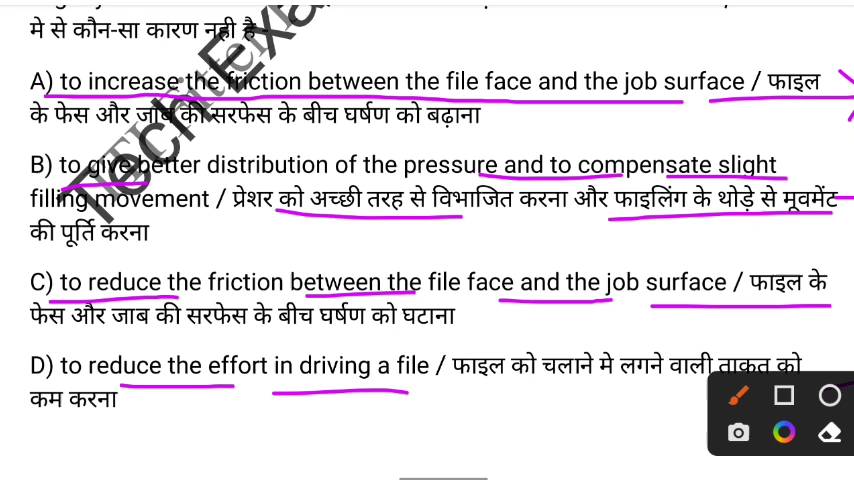 मे से कौन-सा कारण नही है -
A) to increase the friction between the file face and the job surface / फाइल
के फेस और जॉब की सरफेस के बीच घर्षण को बढ़ाना
B) to give better distribution of the pressure and to compensate slight
filling movement / प्रेशर को अच्छी तरह से विभाजित करना और फाइलिंग के थोड़े से मूवमेंट
की पूर्ति करना
C) to reduce the friction between the file face and the job surface / फाइल के
फेस और जाब की सरफेस के बीच घर्षण को घटाना
D) to reduce the effort in driving a file / फाइल को चलाने मे लगने वाली ताकत को
कम करना